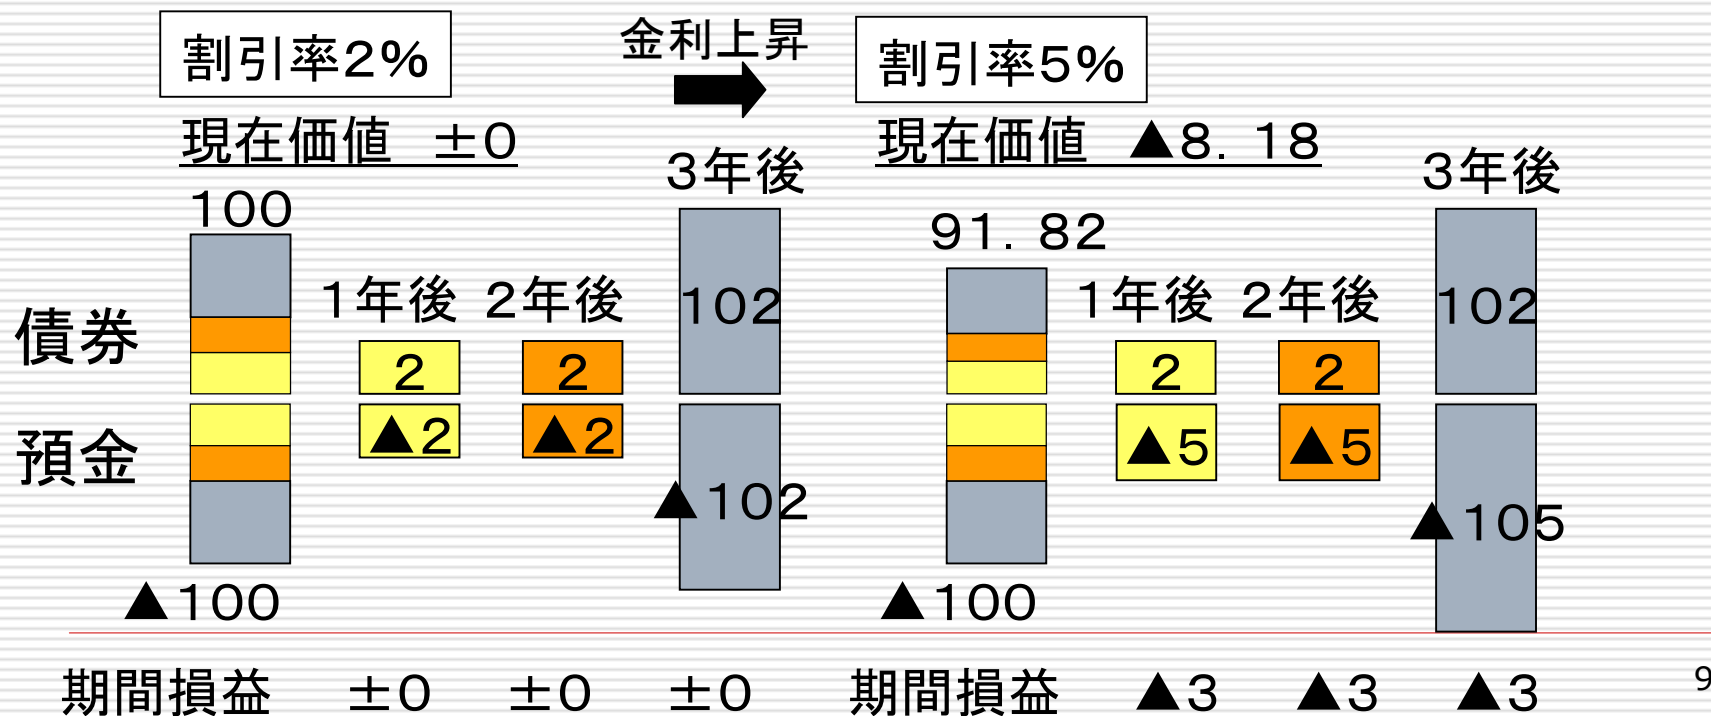 割引率2%
金利上昇
割引率5%
現在価値 ±0
現在価値 ▲8.18
3年後
3年後
100
91.82
1年後 2年後
1年後 2年後
債券
2
2
102
2
2
102
預金
▲2
▲2
▲102
▲5
▲5
▲105
▲100
▲100
期間損益 ±0 ±0 ±0
期間損益 ▲3 ▲3 ▲3
9